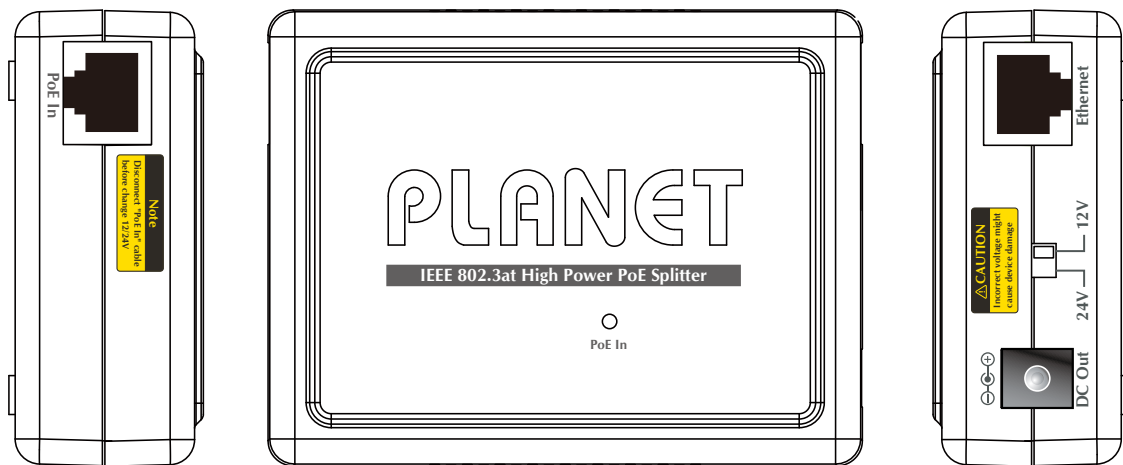 PoE In
Note
Disconnect "PoE In" cable
before change 12/24V
PLANET
IEEE 802.3at High Power PoE Splitter
PoE In
Ethernet
12V
24V
⚠CAUTION
Incorrect voltage might
cause device damage
DC Out